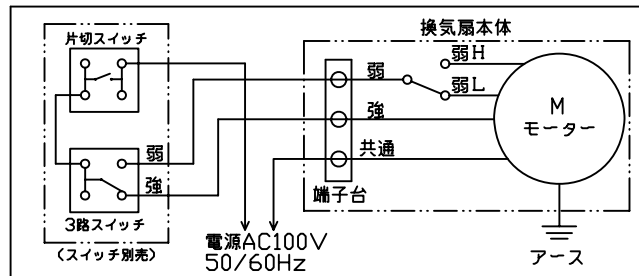 片切スイッチ
弱
強
3路スイッチ
(スイッチ別売)
電源AC100V
50/60Hz
換気扇本体
弱
強
共通
端子台
弱H
弱L
M
モーター
アース